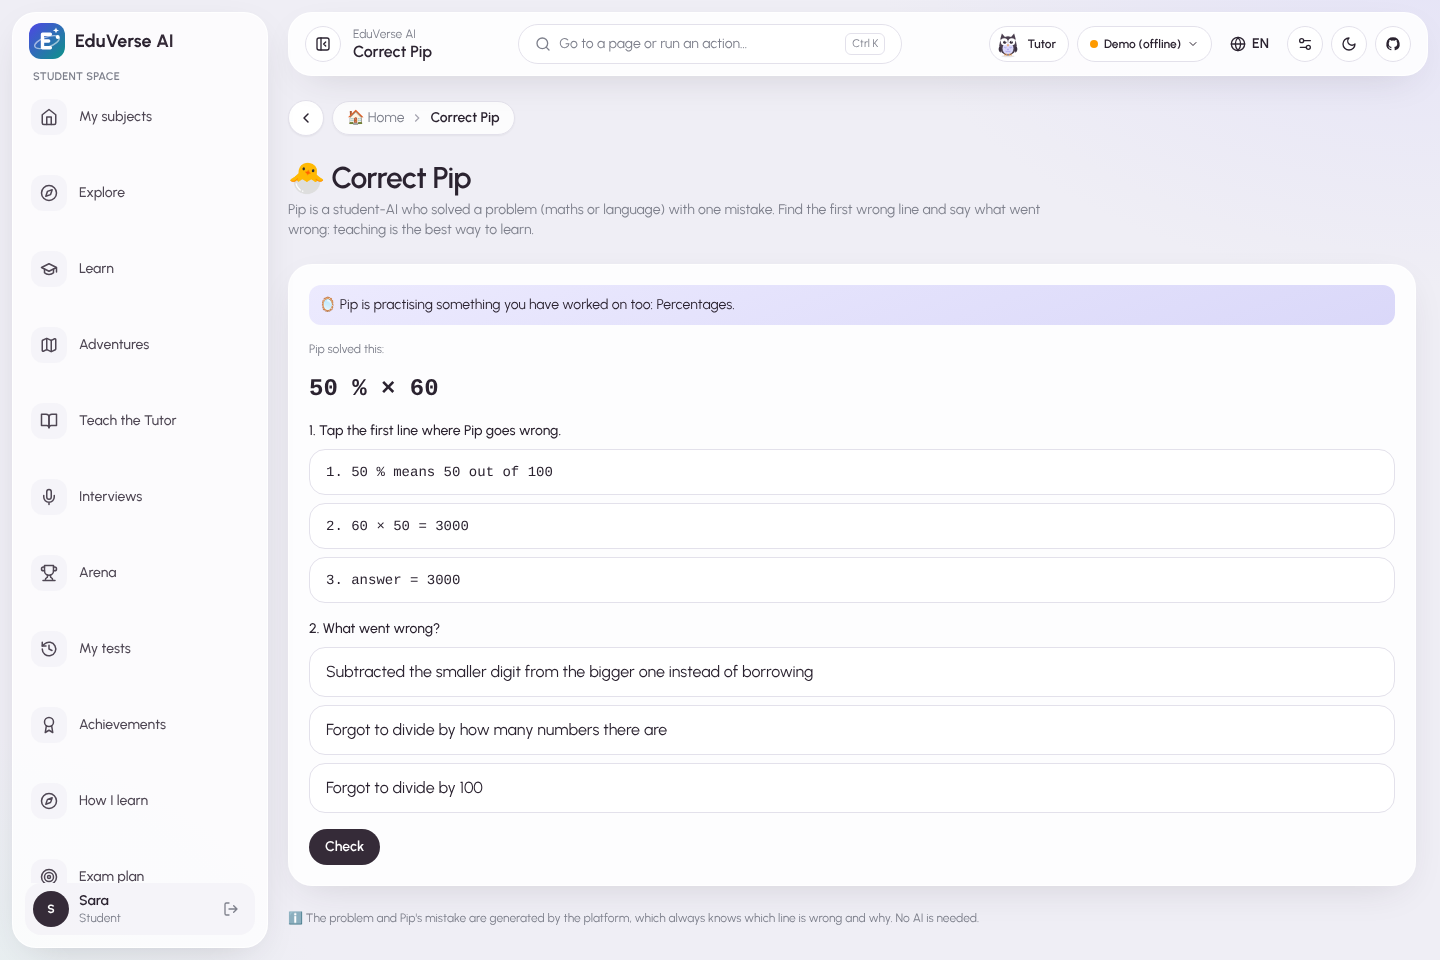 EduVerse AI
STUDENT SPACE
My subjects
Explore
Learn
Adventures
Teach the Tutor
Interviews
Arena
My tests
Achievements
How I learn
Exam plan
S
Sara
Student
EduVerse AI
Correct Pip
Go to a page or run an action...
Ctrl K
Tutor
Demo (offline)
EN
Home
Correct Pip
Correct Pip
Pip is a student-AI who solved a problem (maths or language) with one mistake. Find the first wrong line and say what went
wrong: teaching is the best way to learn.
Pip is practising something you have worked on too: Percentages.
Pip solved this:
50 % × 60
1. Tap the first line where Pip goes wrong.
1. 50 % means 50 out of 100
2. 60 × 50 = 3000
3. answer = 3000
2. What went wrong?
Subtracted the smaller digit from the bigger one instead of borrowing
Forgot to divide by how many numbers there are
Forgot to divide by 100
Check
The problem and Pip's mistake are generated by the platform, which always knows which line is wrong and why. No AI is needed.